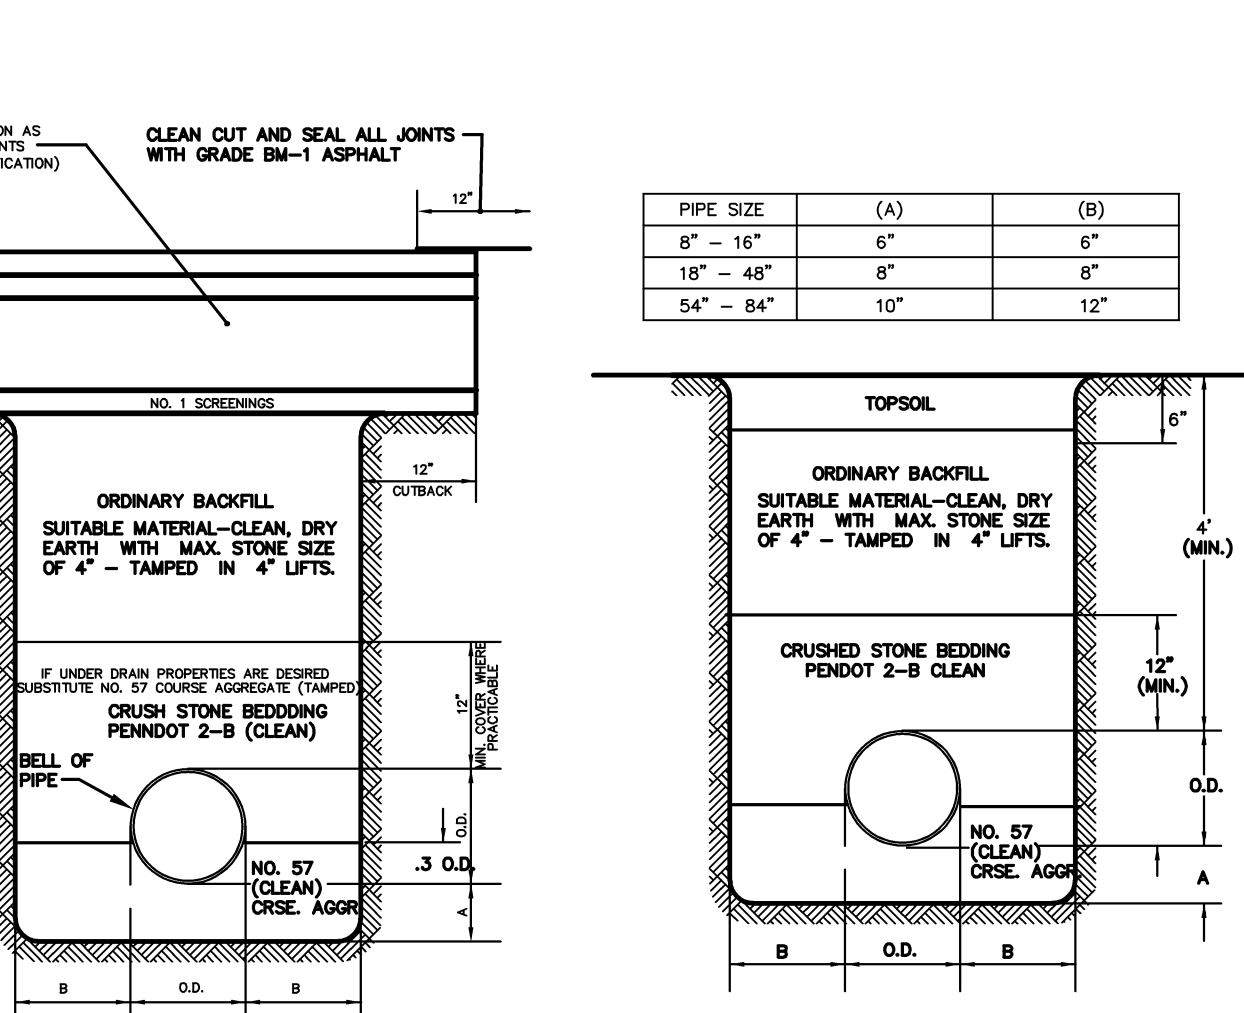 ON AS
NTS
ICATION)
CLEAN CUT AND SEAL ALL JOINTS
WITH GRADE BM-1 ASPHALT
12"
NO. 1 SCREENINGS
12"
CUTBACK
ORDINARY BACKFILL
SUITABLE MATERIAL-CLEAN, DRY
EARTH WITH MAX. STONE SIZE
OF 4" - TAMPED IN 4" LIFTS.
IF UNDER DRAIN PROPERTIES ARE DESIRED
SUBSTITUTE NO. 57 COURSE AGGREGATE (TAMPED)
CRUSH STONE BEDDDING
PENNDOT 2-B (CLEAN)
BELL OF
PIPE
12"
MIN. COVER WHERE
PRACTICABLE
O.D.
.3 O.D.
NO. 57
(CLEAN)
CRSE. AGGR
A
B O.D. B
PIPE SIZE (A) (B)
8" - 16" 6" 6"
18" - 48" 8" 8"
54" - 84" 10" 12"
TOPSOIL
6"
ORDINARY BACKFILL
SUITABLE MATERIAL-CLEAN, DRY
EARTH WITH MAX. STONE SIZE
OF 4" - TAMPED IN 4" LIFTS.
4'
(MIN.)
CRUSHED STONE BEDDING
PENDOT 2-B CLEAN
12"
(MIN.)
O.D.
NO. 57
(CLEAN)
CRSE. AGGR.
A
B O.D. B